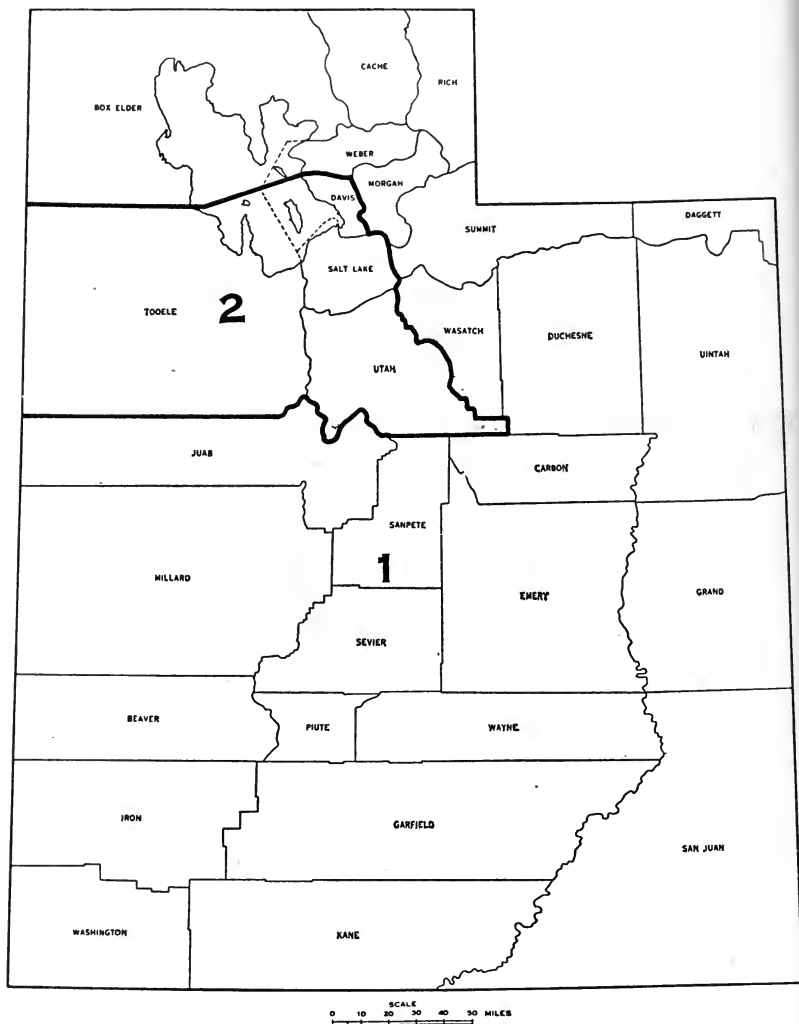 CACHE
RICH
BOX ELDER
WEBER
MORGAH
DAVIS
SUMMIT
DAGGETT
SALT LAKE
TOOELE
2
WASATCH
DUCHESNE
UINTAH
UTAH
JUAB
CARBON
SANPETE
1
MILLARD
EMERY
GRAND
SEVIER
BEAVER
PIUTE
WAYNE
IRON
GARFIELD
SAN JUAN
WASHINGTON
KANE
SCALE
0 10 20 30 40 50 MILES